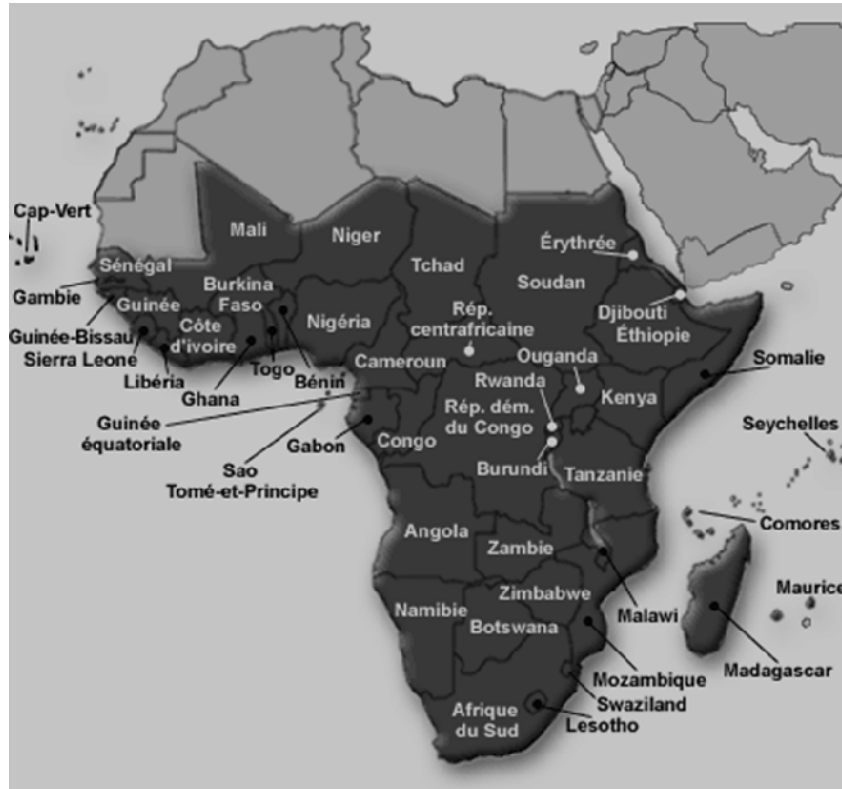 Cap-Vert
Mali
Niger
Tchad
Érythrée
Soudan
Sénégal
Gambie
Guinée
Burkina
Faso
Nigéria
Djibouti
Éthiopie
Guinée-Bissau
Sierra Leone
Côte
d'ivoire
Rép.
centrafricaine
Libéria
Ghana
Togo
Bénin
Cameroun
Ouganda
Somalie
Rwanda
Kenya
Guinée
équatoriale
Gabon
Congo
Rép. dém.
du Congo
Seychelles
Sao
Tomé-et-Principe
Burundi
Tanzanie
Comores
Angola
Zambie
Malawi
Maurice
Zimbabwe
Namibie
Botswana
Madagascar
Mozambique
Swaziland
Lesotho
Afrique
du Sud